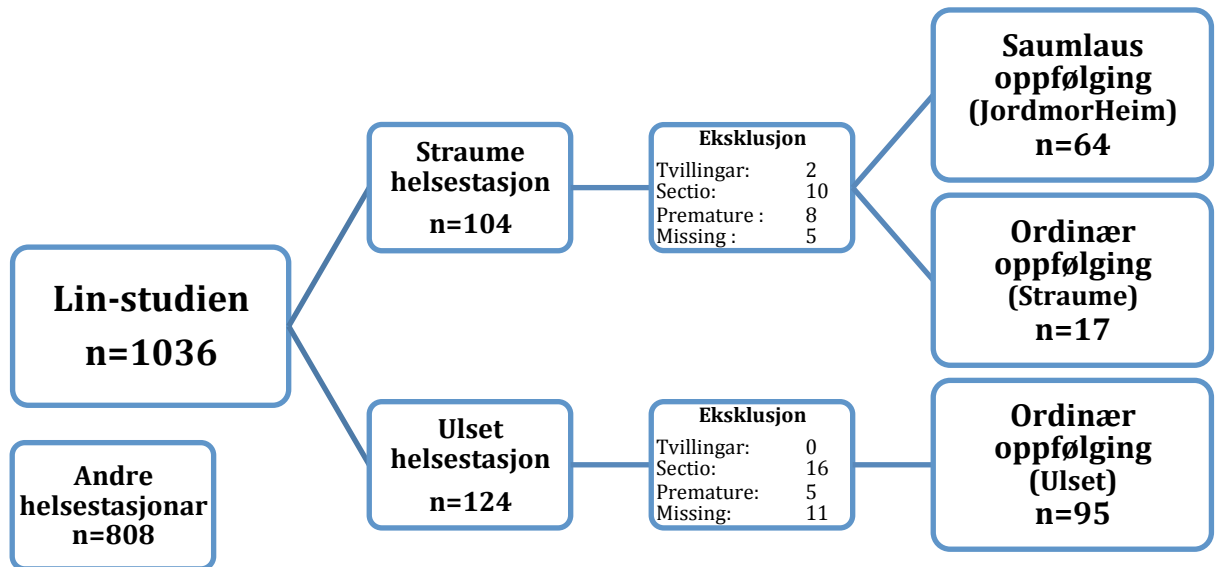 Lin-studien
n=1036
Andre
helsestasjonar
n=808
Straume
helsestasjon
n=104
Ulset
helsestasjon
n=124
Eksklusjon
Tvillingar: 2
Sectio: 10
Premature : 8
Missing : 5
Eksklusjon
Tvillingar: 0
Sectio: 16
Premature: 5
Missing: 11
Saumlaus
oppfølging
(JordmorHeim)
n=64
Ordinær
oppfølging
(Straume)
n=17
Ordinær
oppfølging
(Ulset)
n=95